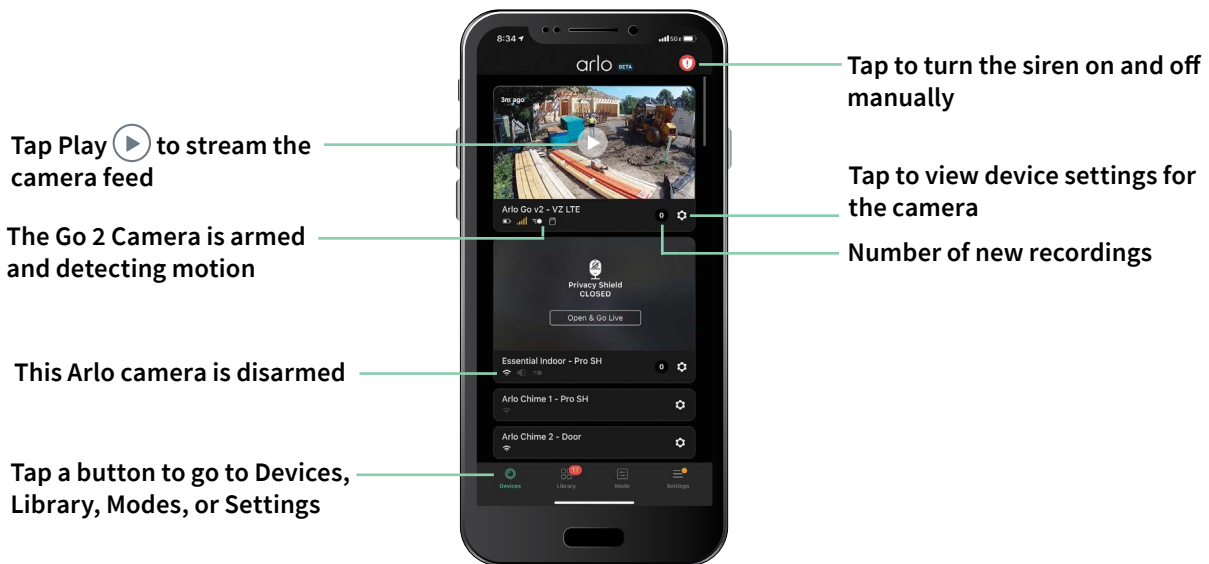 8:34
5G
arlo BETA
Tap to turn the siren on and off
manually
3m ago
Tap Play to stream the
camera feed
Tap to view device settings for
the camera
Arlo Go v2 - VZ LTE
0
The Go 2 Camera is armed
and detecting motion
Number of new recordings
Privacy Shield
CLOSED
Open & Go Live
Essential Indoor - Pro SH
0
This Arlo camera is disarmed
Arlo Chime 1 - Pro SH
Arlo Chime 2 - Door
Tap a button to go to Devices,
Library, Modes, or Settings
17
Devices Library Mode Settings